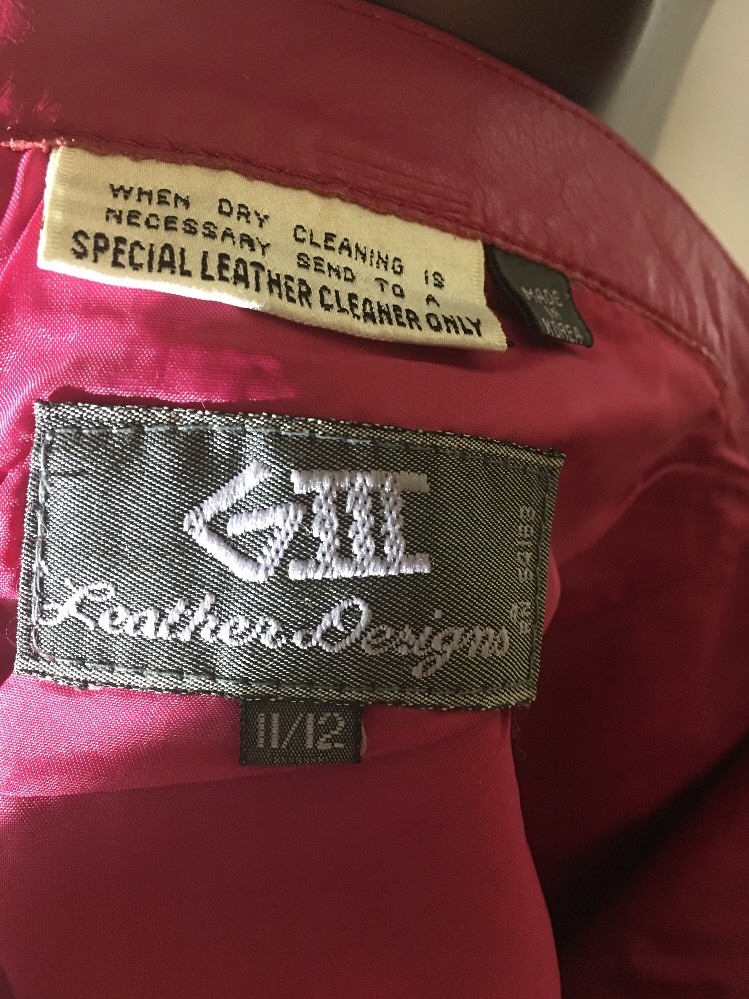 WHEN DRY CLEANING IS
NECESSARY SEND TO A
SPECIAL LEATHER CLEANER ONLY
MADE
IN
KOREA
GIII
Leather Designs
RN 54163
11/12